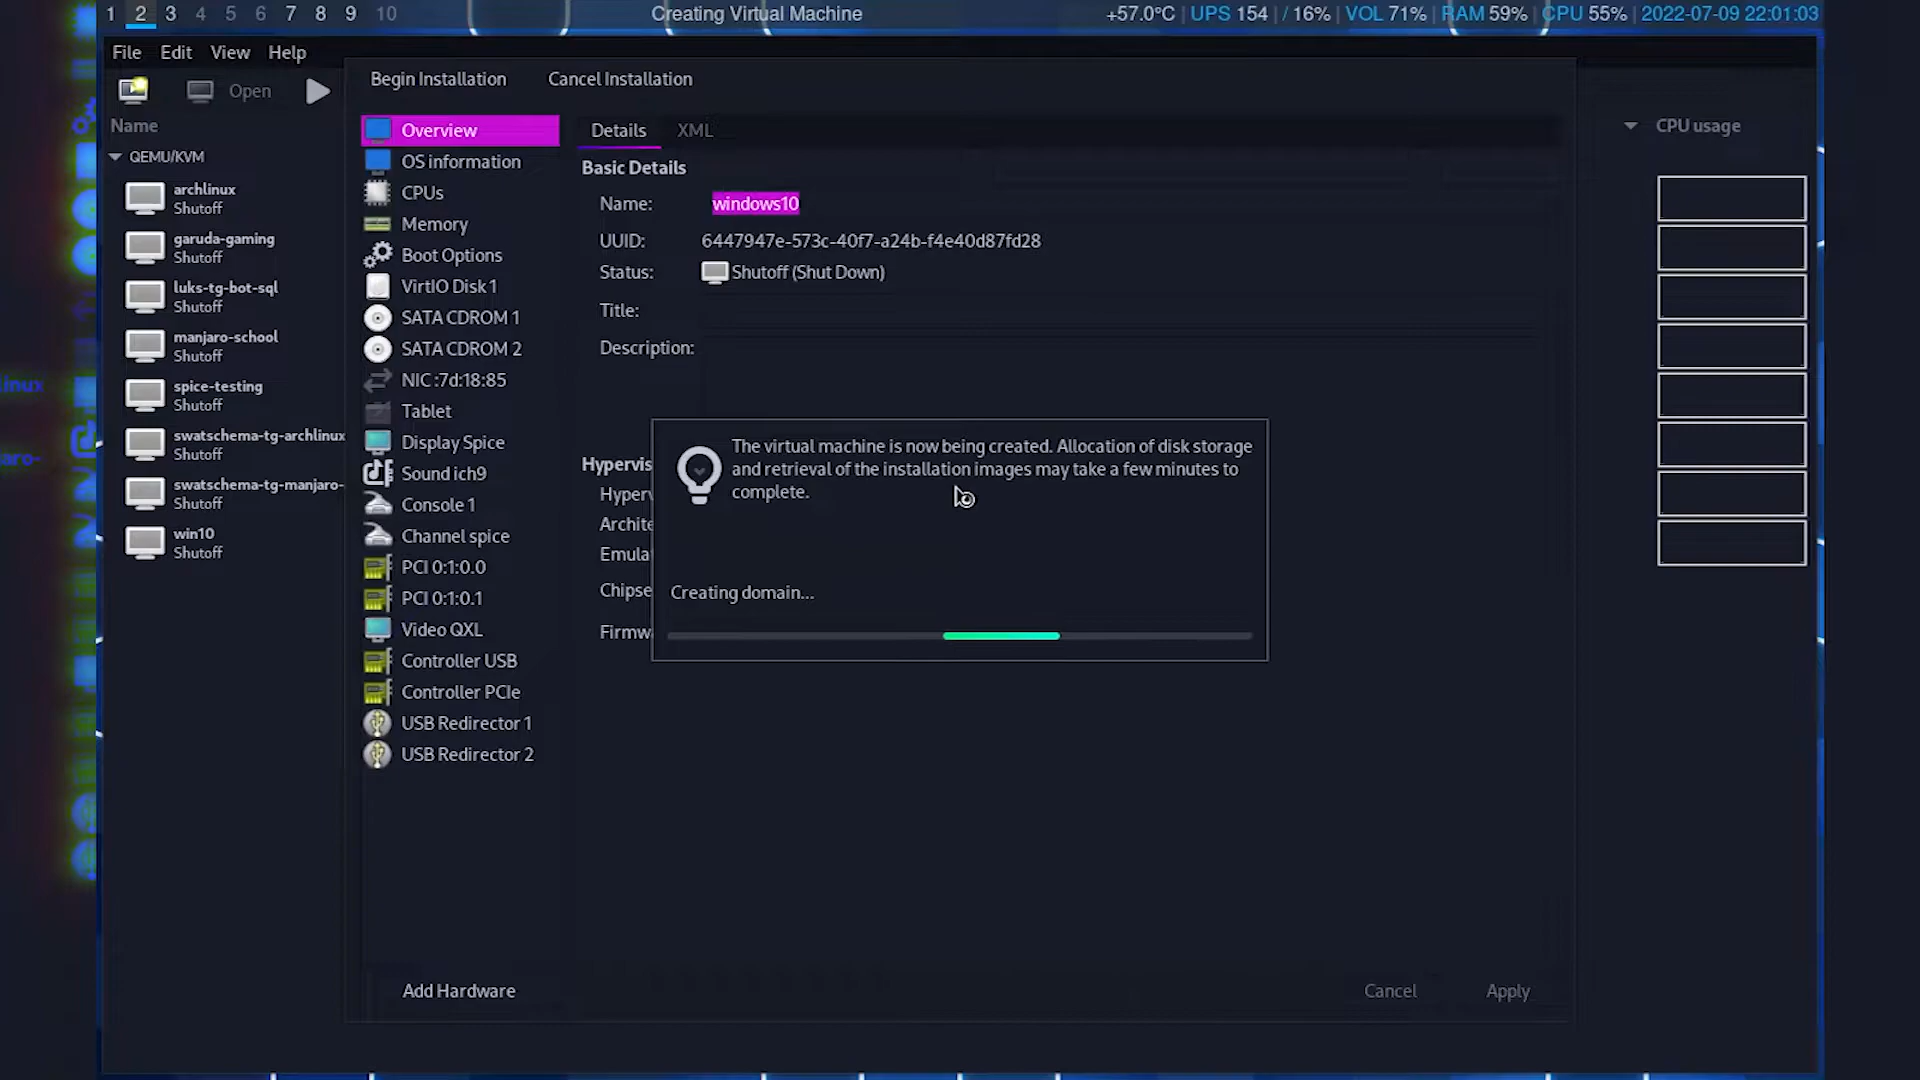 1 2 3 4 5 6 7 8 9 10
Creating Virtual Machine
+57.0°C | UPS 154 | / 16% | VOL 71% | RAM 59% | CPU 55% | 2022-07-09 22:01:03
File Edit View Help
Open
Begin Installation Cancel Installation
Name
CPU usage
QEMU/KVM
archlinux
Shutoff
garuda-gaming
Shutoff
luks-tg-bot-sql
Shutoff
manjaro-school
Shutoff
spice-testing
Shutoff
swatschema-tg-archlinux
Shutoff
swatschema-tg-manjaro-
Shutoff
win10
Shutoff
Overview
OS information
CPUs
Memory
Boot Options
VirtIO Disk 1
SATA CDROM 1
SATA CDROM 2
NIC :7d:18:85
Tablet
Display Spice
Sound ich9
Console 1
Channel spice
PCI 0:1:0.0
PCI 0:1:0.1
Video QXL
Controller USB
Controller PCIe
USB Redirector 1
USB Redirector 2
Add Hardware
Details XML
Basic Details
Name: windows10
UUID: 6447947e-573c-40f7-a24b-f4e40d87fd28
Status: Shutoff (Shut Down)
Title:
Description:
Hypervis
Hyperv
Archite
Emula
Chipse
Firmw
The virtual machine is now being created. Allocation of disk storage
and retrieval of the installation images may take a few minutes to
complete.
Creating domain...
Cancel Apply